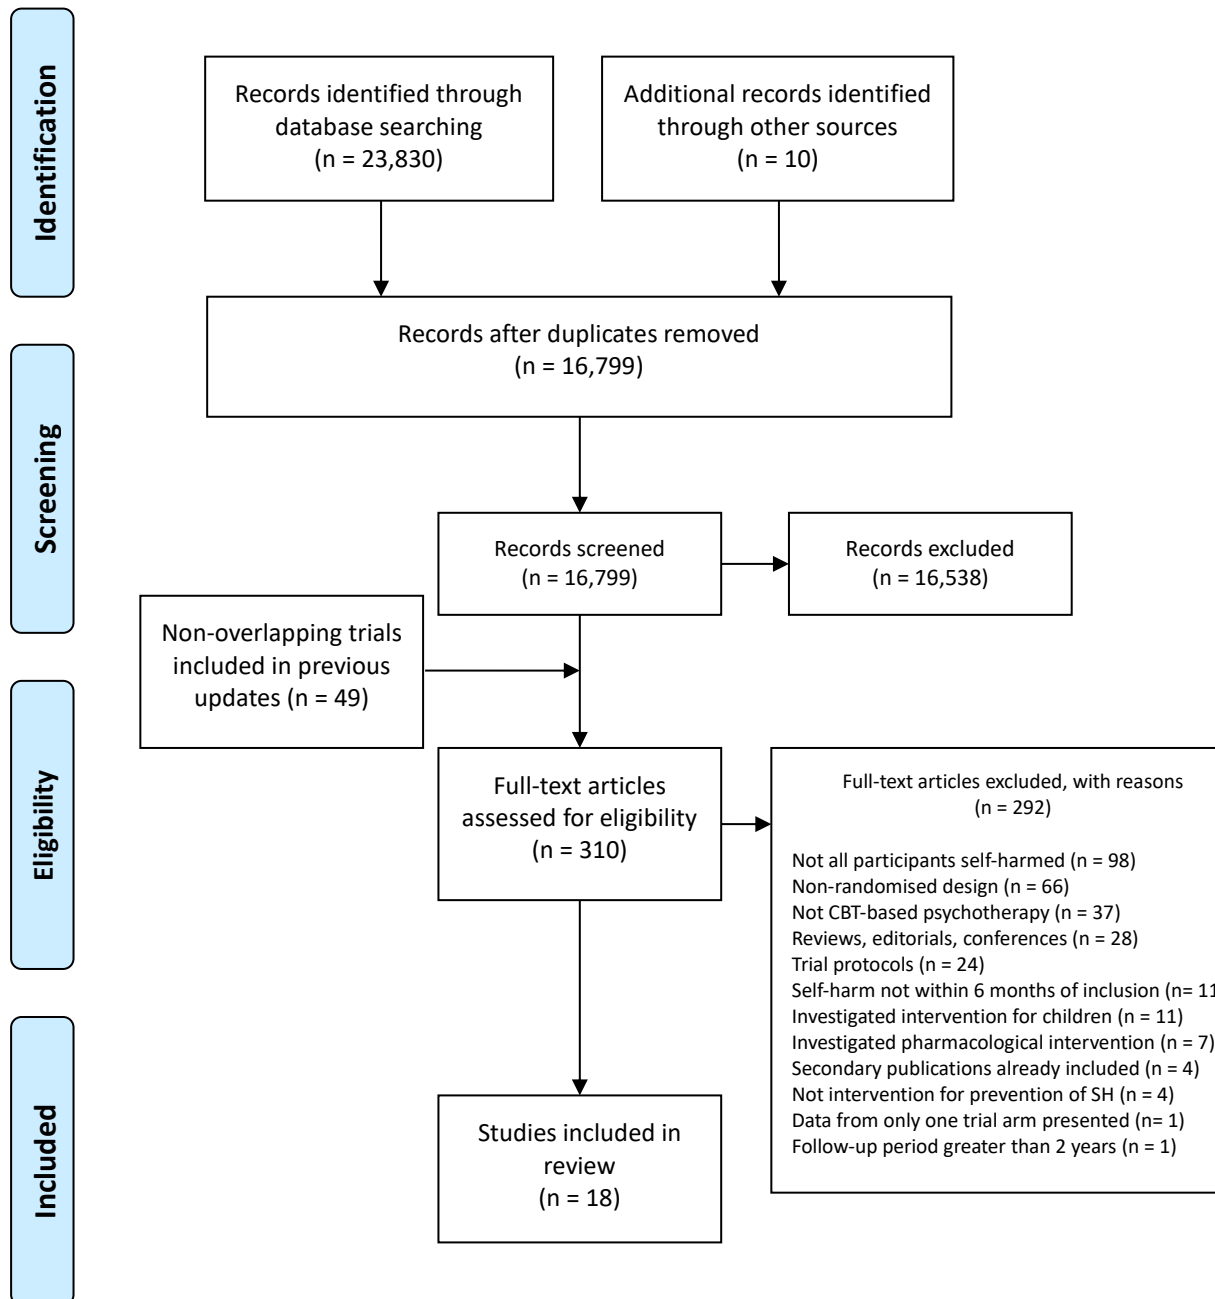 Identification
Records identified through
database searching
(n = 23,830)
Additional records identified
through other sources
(n = 10)
Records after duplicates removed
(n = 16,799)
Screening
Records screened
(n = 16,799)
Records excluded
(n = 16,538)
Non-overlapping trials
included in previous
updates (n = 49)
Eligibility
Full-text articles
assessed for eligibility
(n = 310)
Full-text articles excluded, with reasons
(n = 292)
Not all participants self-harmed (n = 98)
Non-randomised design (n = 66)
Not CBT-based psychotherapy (n = 37)
Reviews, editorials, conferences (n = 28)
Trial protocols (n = 24)
Self-harm not within 6 months of inclusion (n= 11
Investigated intervention for children (n = 11)
Investigated pharmacological intervention (n = 7)
Secondary publications already included (n = 4)
Not intervention for prevention of SH (n = 4)
Data from only one trial arm presented (n= 1)
Follow-up period greater than 2 years (n = 1)
Included
Studies included in
review
(n = 18)